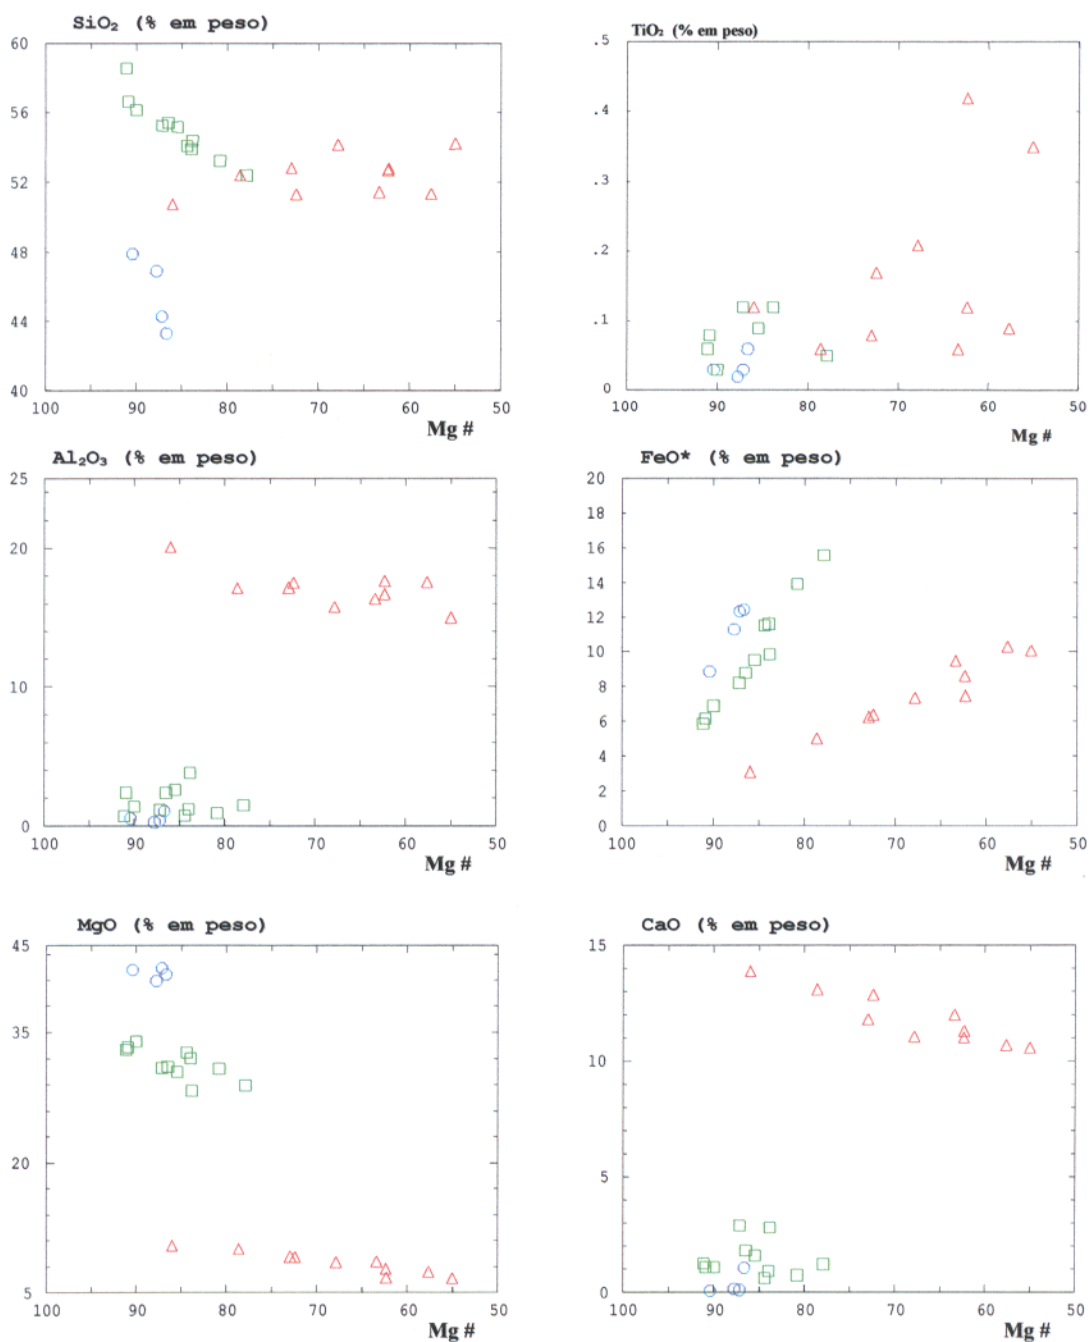 SiO₂ (% em peso)
60
56
52
48
44
40
100 90 80 70 60 50
Mg #
TiO₂ (% em peso)
.5
.4
.3
.2
.1
0
100 90 80 70 60 50
Mg #
Al₂O₃ (% em peso)
25
20
10
0
100 90 80 70 60 50
Mg #
FeO* (% em peso)
20
18
16
14
12
10
8
6
4
2
0
100 90 80 70 60 50
Mg #
MgO (% em peso)
45
35
20
5
100 90 80 70 60 50
Mg #
CaO (% em peso)
15
10
5
0
100 90 80 70 60 50
Mg #